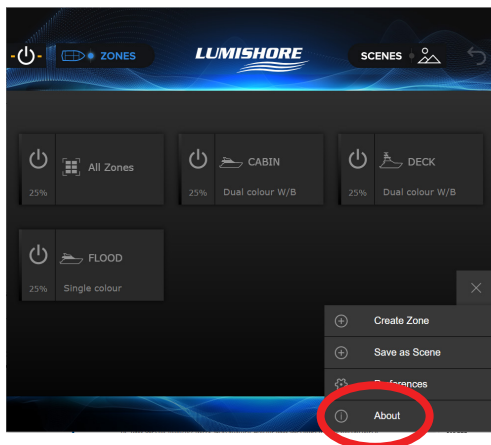 ZONES
LUMISHORE
SCENES
All Zones
25%
CABIN
25% Dual colour W/B
DECK
25% Dual colour W/B
FLOOD
25% Single colour
Create Zone
Save as Scene
Preferences
About